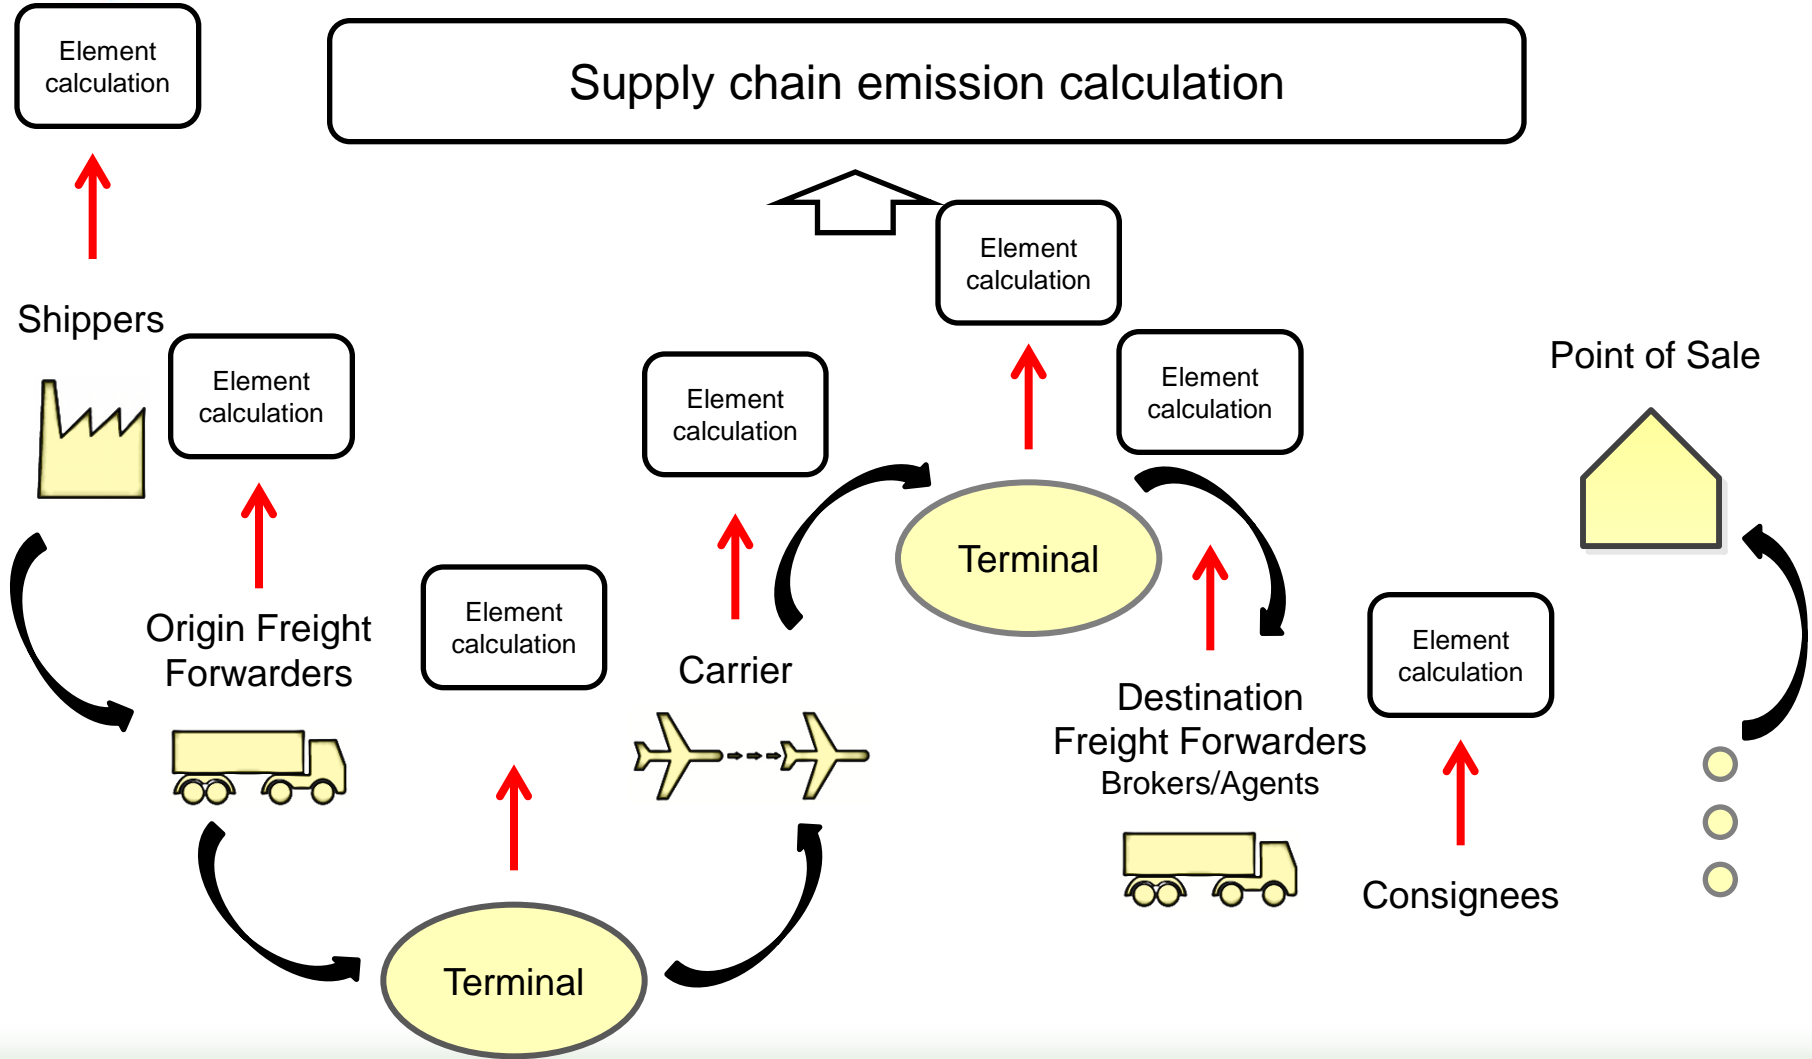 Element
calculation
Supply chain emission calculation
Element
calculation
Shippers
Element
calculation
Element
calculation
Element
calculation
Point of Sale
Terminal
Origin Freight
Forwarders
Element
calculation
Carrier
Element
calculation
Destination
Freight Forwarders
Brokers/Agents
Consignees
Terminal